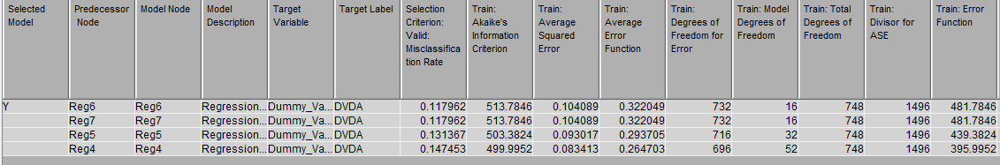 Selected Model	Predecessor Node	Model Node	Model Description	Target Variable	Target Label	Selection Criterion: Valid: Misclassification Rate	Train: Akaike's Information Criterion	Train: Average Squared Error	Train: Average Error Function	Train: Degrees of Freedom for Error	Train: Model Degrees of Freedom	Train: Total Degrees of Freedom	Train: Divisor for ASE	Train: Error Function
Y	Reg6	Reg6	Regression...	Dummy_Va...	DVDA	0.117962	513.7846	0.104089	0.322049	732	16	748	1496	481.7846
Reg7	Reg7	Regression...	Dummy_Va...	DVDA	0.117962	513.7846	0.104089	0.322049	732	16	748	1496	481.7846
Reg5	Reg5	Regression...	Dummy_Va...	DVDA	0.131367	503.3824	0.093017	0.293705	716	32	748	1496	439.3824
Reg4	Reg4	Regression...	Dummy_Va...	DVDA	0.147453	499.9952	0.083413	0.264703	696	52	748	1496	395.9952